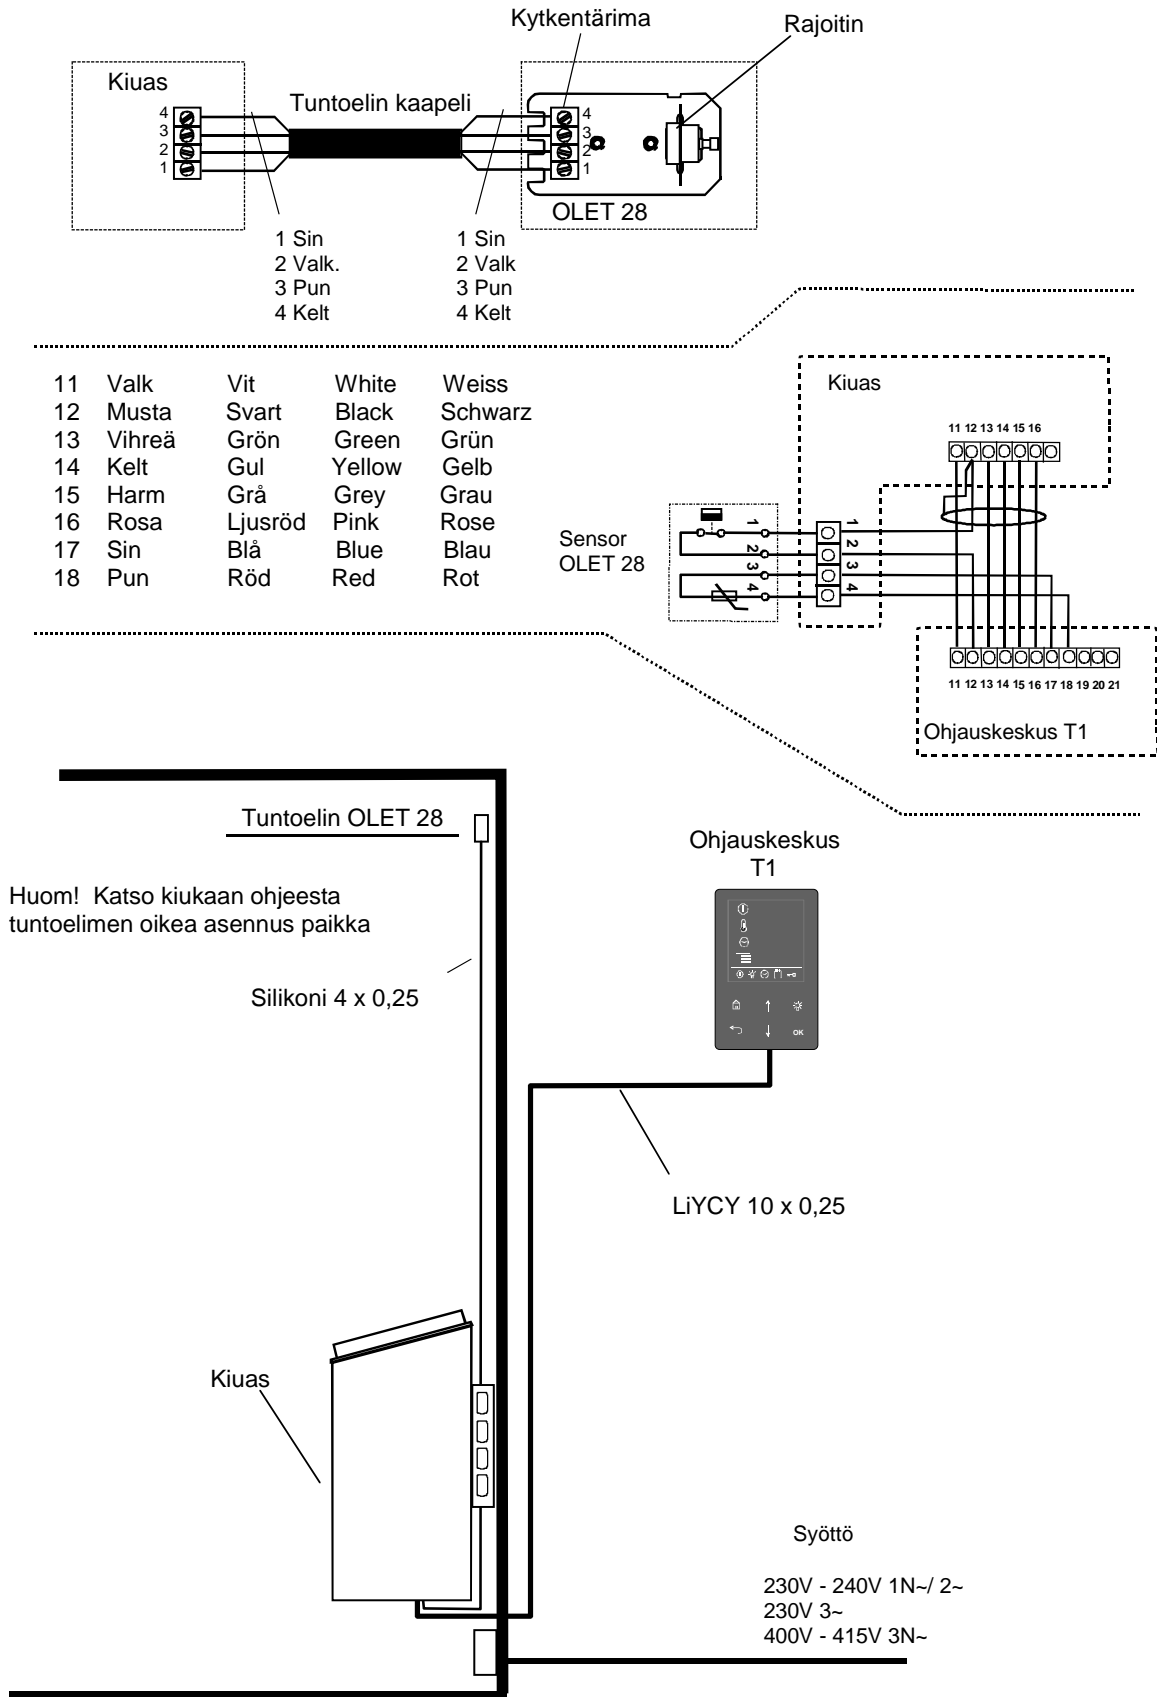 Kytkentärima
Rajoitin
Kiuas
Tuntoelin kaapeli
4
3
2
1
4
3
2
1
OLET 28
1 Sin
2 Valk.
3 Pun
4 Kelt
1 Sin
2 Valk
3 Pun
4 Kelt
11 Valk Vit White Weiss
12 Musta Svart Black Schwarz
13 Vihreä Grön Green Grün
14 Kelt Gul Yellow Gelb
15 Harm Grå Grey Grau
16 Rosa Ljusröd Pink Rose
17 Sin Blå Blue Blau
18 Pun Röd Red Rot
Kiuas
11 12 13 14 15 16
Sensor
OLET 28
1
2
3
4
1
2
3
4
11 12 13 14 15 16 17 18 19 20 21
Ohjauskeskus T1
Tuntoelin OLET 28
Huom! Katso kiukaan ohjeesta
tuntoelimen oikea asennus paikka
Silikoni 4 x 0,25
Ohjauskeskus
T1
OK
LiYCY 10 x 0,25
Kiuas
Syöttö
230V - 240V 1N~/ 2~
230V 3~
400V - 415V 3N~